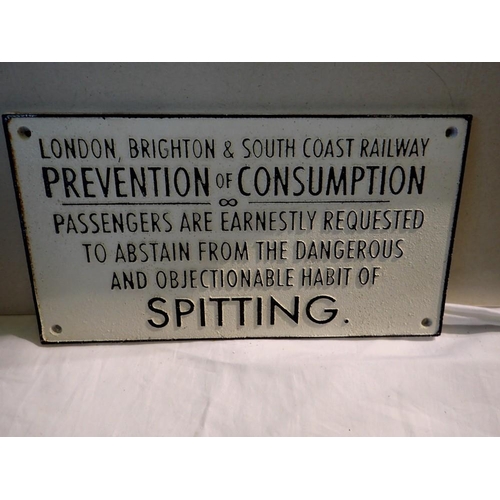 LONDON, BRIGHTON & SOUTH COAST RAILWAY
PREVENTION OF CONSUMPTION
PASSENGERS ARE EARNESTLY REQUESTED
TO ABSTAIN FROM THE DANGEROUS
AND OBJECTIONABLE HABIT OF
SPITTING.